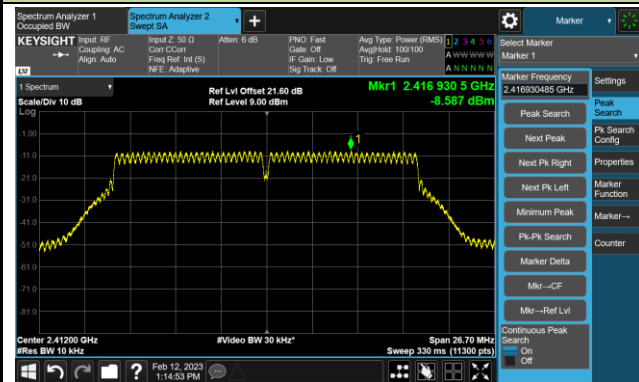 Spectrum Analyzer 1
Occupied BW
Spectrum Analyzer 2
Swept SA
Marker
KEYSIGHT
Input: RF
Coupling: AC
Align: Auto
Input Z: 50 Ω
Corr CCorr
Freq Ref: Int (S)
NFE: Adaptive
Atten: 6 dB
PNO: Fast
Gate: Off
IF Gain: Low
Sig Track: Off
Avg Type: Power (RMS)
Avg|Hold: 100/100
Trig: Free Run
1 2 3 4 5 6
A W W W W W
A N N N N N
LXI
Select Marker
Marker 1
1 Spectrum
Scale/Div 10 dB
Log
Ref Lvl Offset 21.60 dB
Ref Level 9.00 dBm
Mkr1 2.416 930 5 GHz
-8.587 dBm
-1.00
-11.0
-21.0
-31.0
-41.0
-51.0
-61.0
-71.0
-81.0
1
Center 2.41200 GHz
#Res BW 10 kHz
#Video BW 30 kHz*
Span 26.70 MHz
Sweep 330 ms (11300 pts)
Marker Frequency
2.416930485 GHz
Peak Search
Next Peak
Next Pk Right
Next Pk Left
Minimum Peak
Pk-Pk Search
Marker Delta
Mkr→CF
Mkr→Ref Lvl
Continuous Peak
Search
On
Off
Settings
Peak
Search
Pk Search
Config
Properties
Marker
Function
Marker→
Counter
Feb 12, 2023
1:14:53 PM